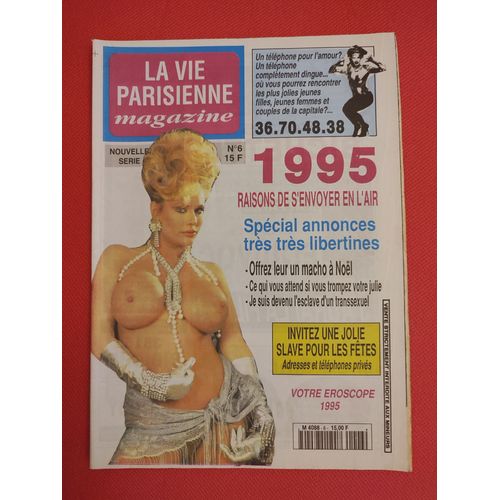 LA VIE
PARISIENNE
magazine
Un téléphone pour l'amour?
Un téléphone
complètement dingue...
où vous pourrez rencontrer
les plus jolies jeunes
filles, jeunes femmes et
couples de la capitale?...
36.70.48.38
NOUVELLE
SERIE
N°6
15 F
1995
RAISONS DE S'ENVOYER EN L'AIR
Spécial annonces
très très libertines
- Offrez leur un macho à Noël
- Ce qui vous attend si vous trompez votre julie
- Je suis devenu l'esclave d'un transsexuel
INVITEZ UNE JOLIE
SLAVE POUR LES FÊTES
Adresses et téléphones privés
VOTRE EROSCOPE
1995
M 4088 - 6 - 15,00 F
VENTE STRICTEMENT INTERDITE AUX MINEURS